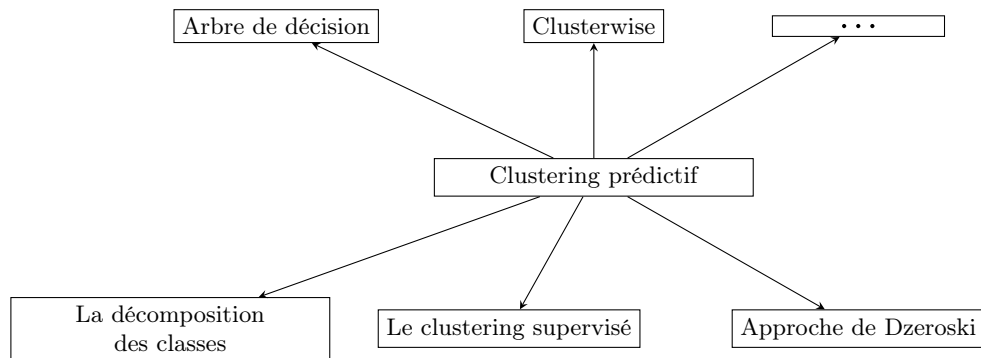 Arbre de décision
Clusterwise
• • •
Clustering prédictif
La décomposition
des classes
Le clustering supervisé
Approche de Dzeroski